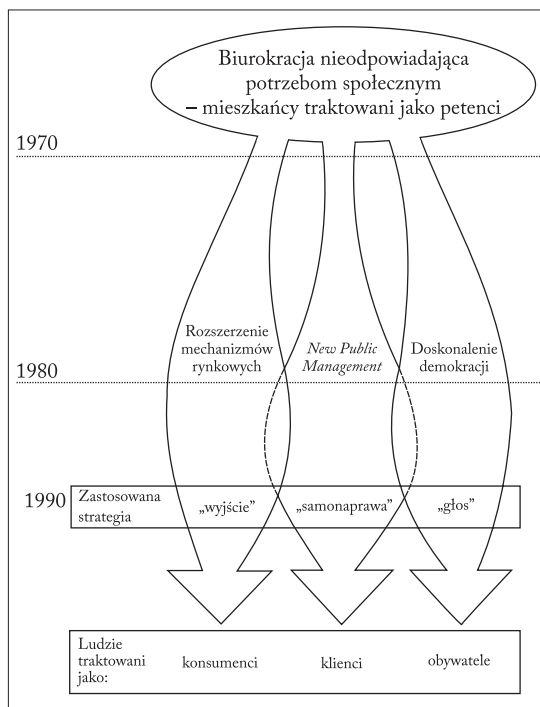 Biurokracja nieodpowiadająca
potrzebom społecznym
– mieszkańcy traktowani jako petenci
1970
Rozszerzenie
mechanizmów
rynkowych
New Public
Management
Doskonalenie
demokracji
1980
1990
Zastosowana
strategia
„wyjście”
„samonaprawa”
„głos”
Ludzie
traktowani
jako:
konsumenci
klienci
obywatele